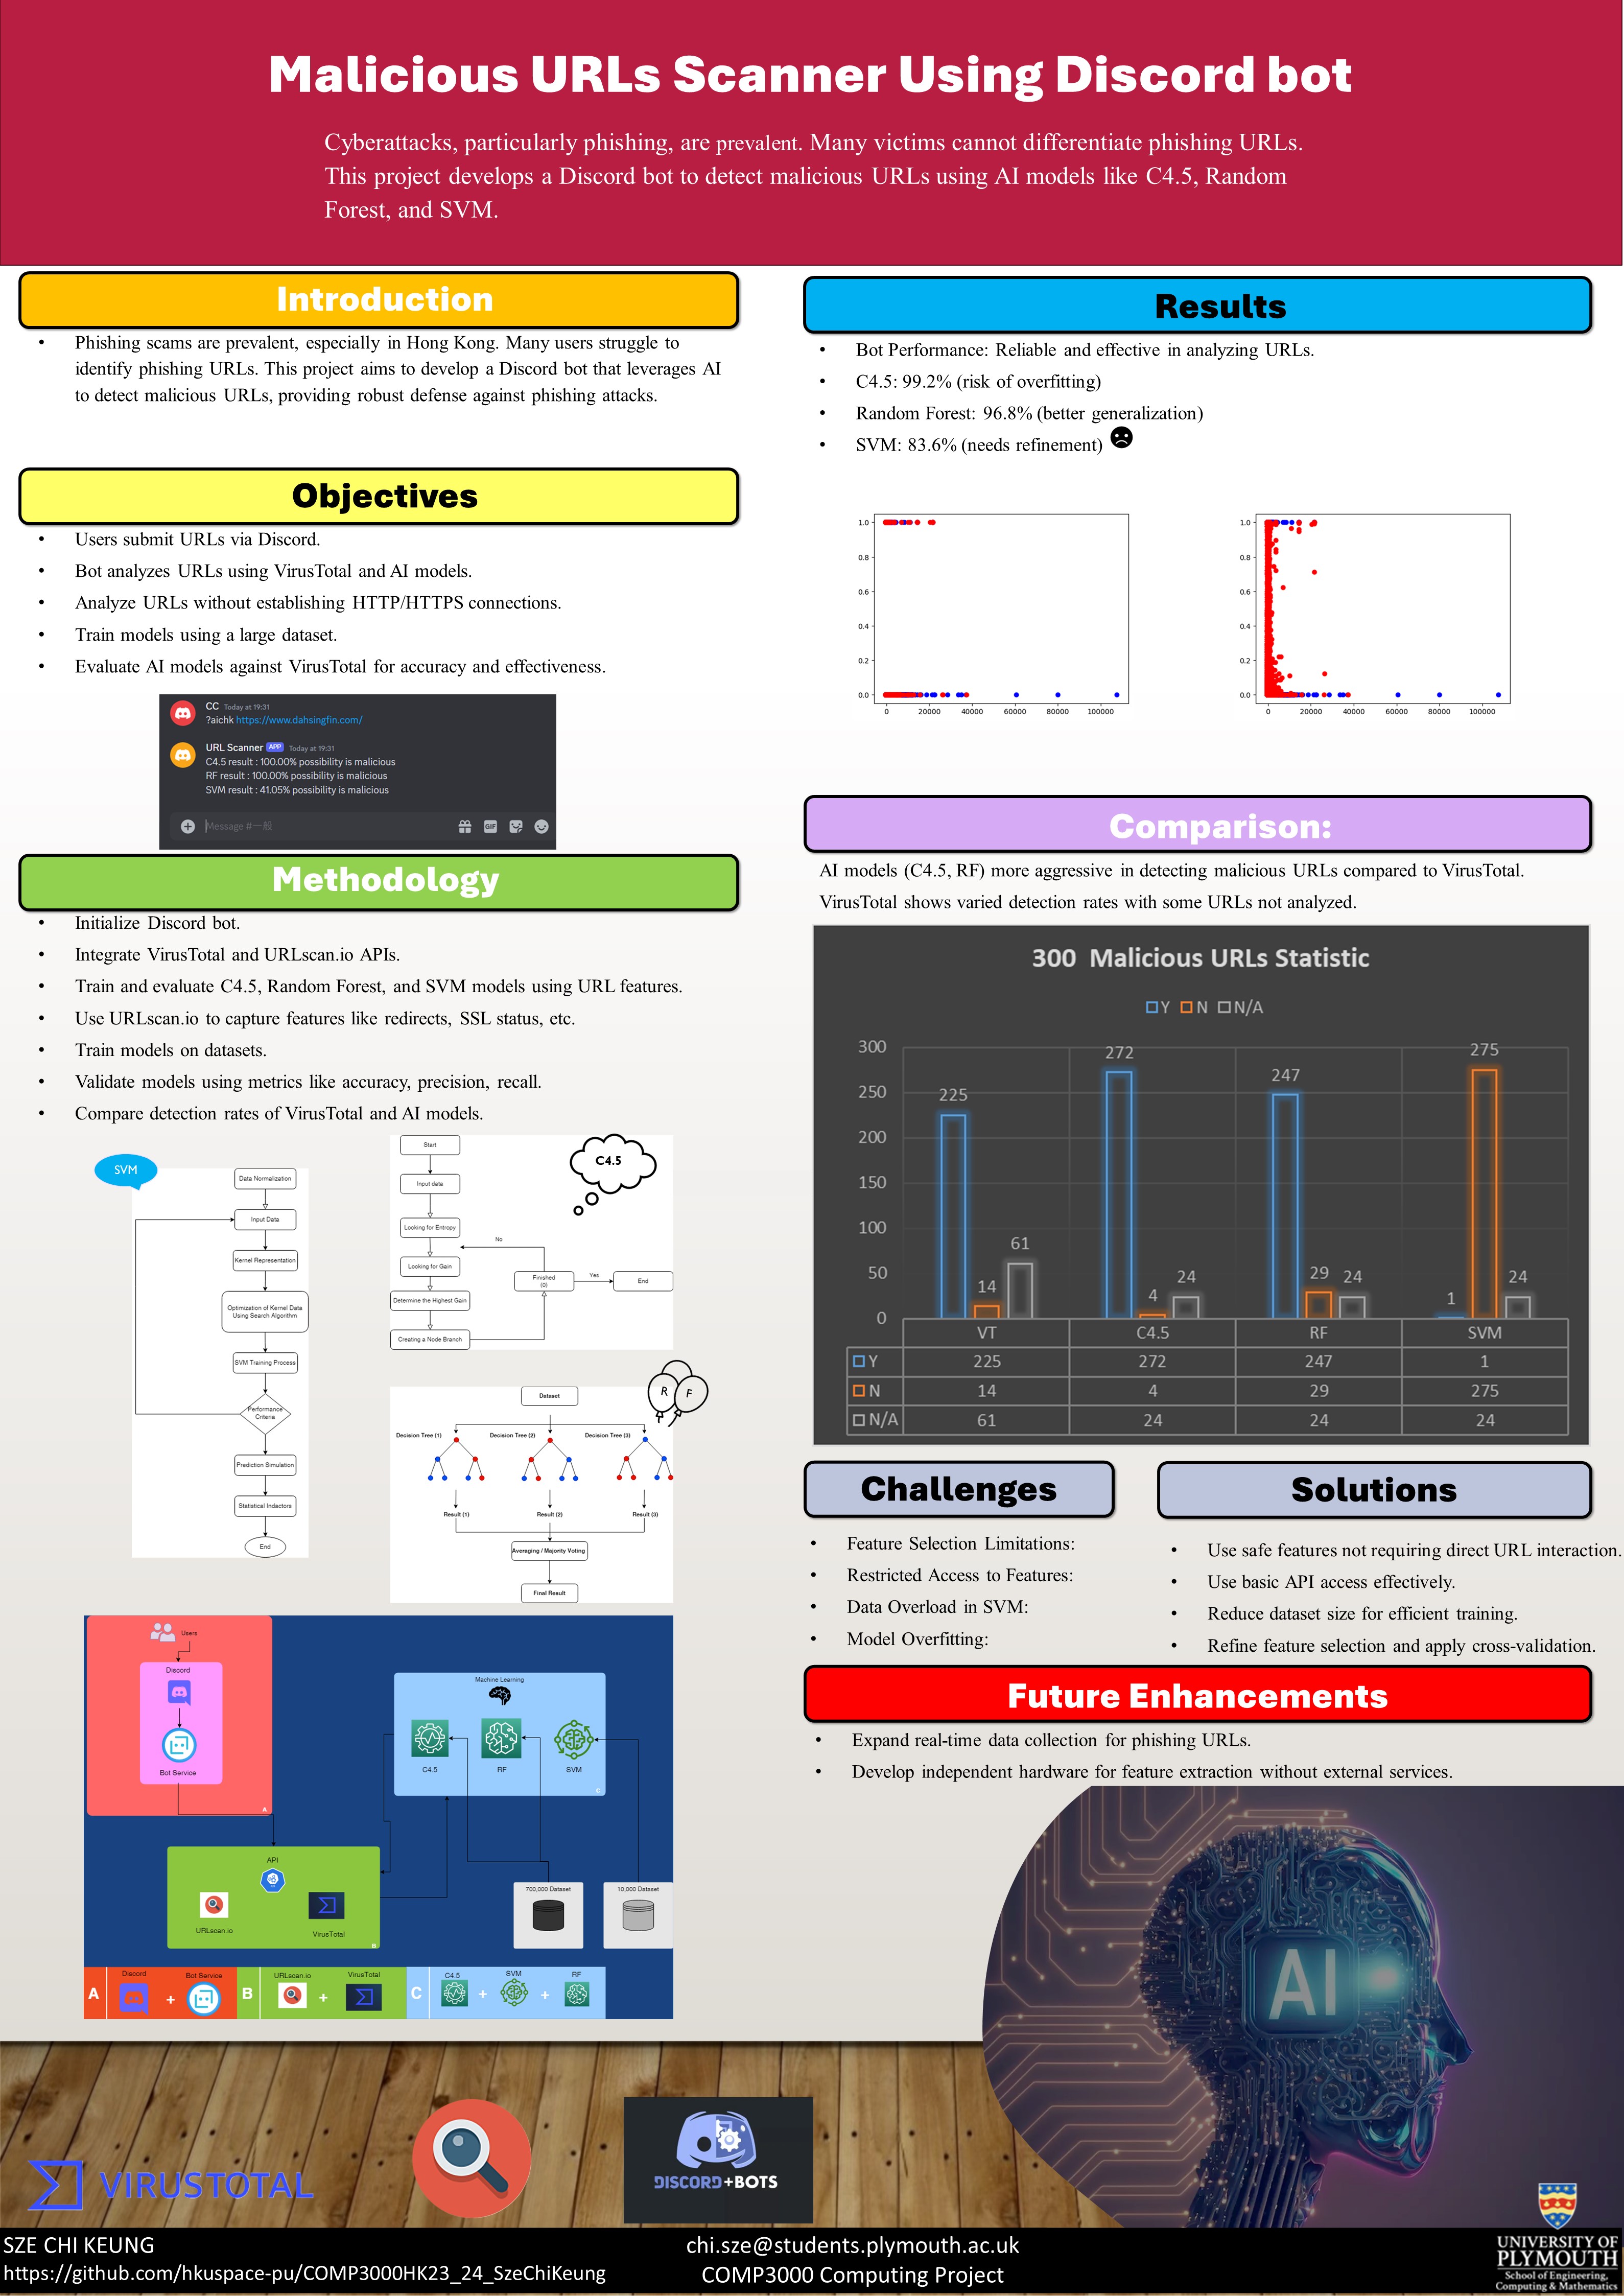 Malicious URLs Scanner Using Discord bot
Cyberattacks, particularly phishing, are prevalent. Many victims cannot differentiate phishing URLs.
This project develops a Discord bot to detect malicious URLs using AI models like C4.5, Random
Forest, and SVM.
Introduction
• Phishing scams are prevalent, especially in Hong Kong. Many users struggle to
identify phishing URLs. This project aims to develop a Discord bot that leverages AI
to detect malicious URLs, providing robust defense against phishing attacks.
Objectives
• Users submit URLs via Discord.
• Bot analyzes URLs using VirusTotal and AI models.
• Analyze URLs without establishing HTTP/HTTPS connections.
• Train models using a large dataset.
• Evaluate AI models against VirusTotal for accuracy and effectiveness.
CC Today at 19:31
?aichk https://www.dahsingfin.com/
URL Scanner APP Today at 19:31
C4.5 result : 100.00% possibility is malicious
RF result : 100.00% possibility is malicious
SVM result : 41.05% possibility is malicious
Message #一般
GIF
Methodology
• Initialize Discord bot.
• Integrate VirusTotal and URLscan.io APIs.
• Train and evaluate C4.5, Random Forest, and SVM models using URL features.
• Use URLscan.io to capture features like redirects, SSL status, etc.
• Train models on datasets.
• Validate models using metrics like accuracy, precision, recall.
• Compare detection rates of VirusTotal and AI models.
SVM
Data Normalization
Input Data
Kernel Representation
Optimization of Kernel Data
Using Search Algorithm
SVM Training Process
Performance
Criteria
Prediction Simulation
Statistical Indactors
End
C4.5
Start
Input data
Looking for Entropy
Looking for Gain
Determine the Highest Gain
Creating a Node Branch
No
Finished
(0)
Yes
End
R F
Dataset
Decision Tree (1) Decision Tree (2) Decision Tree (3)
Result (1) Result (2) Result (3)
Averaging / Majority Voting
Final Result
Users
Discord
Bot Service
A
Machine Learning
C4.5 RF SVM
C
API
URLscan.io VirusTotal
B
700,000 Dataset
10,000 Dataset
A Discord + Bot Service B URLscan.io + VirusTotal C C4.5 + SVM + RF
Results
• Bot Performance: Reliable and effective in analyzing URLs.
• C4.5: 99.2% (risk of overfitting)
• Random Forest: 96.8% (better generalization)
• SVM: 83.6% (needs refinement)
1.0
0.8
0.6
0.4
0.2
0.0
0 20000 40000 60000 80000 100000
1.0
0.8
0.6
0.4
0.2
0.0
0 20000 40000 60000 80000 100000
Comparison:
AI models (C4.5, RF) more aggressive in detecting malicious URLs compared to VirusTotal.
VirusTotal shows varied detection rates with some URLs not analyzed.
300 Malicious URLs Statistic
Y N N/A
300
250
200
150
100
50
0
225 14 61
272 4 24
247 29 24
1 275 24
VT C4.5 RF SVM
Y 225 272 247 1
N 14 4 29 275
N/A 61 24 24 24
Challenges
• Feature Selection Limitations:
• Restricted Access to Features:
• Data Overload in SVM:
• Model Overfitting:
Solutions
• Use safe features not requiring direct URL interaction.
• Use basic API access effectively.
• Reduce dataset size for efficient training.
• Refine feature selection and apply cross-validation.
Future Enhancements
• Expand real-time data collection for phishing URLs.
• Develop independent hardware for feature extraction without external services.
AI
VIRUSTOTAL
DISCORD+BOTS
SZE CHI KEUNG
https://github.com/hkuspace-pu/COMP3000HK23_24_SzeChiKeung
chi.sze@students.plymouth.ac.uk
COMP3000 Computing Project
UNIVERSITY OF
PLYMOUTH
School of Engineering,
Computing & Mathematics